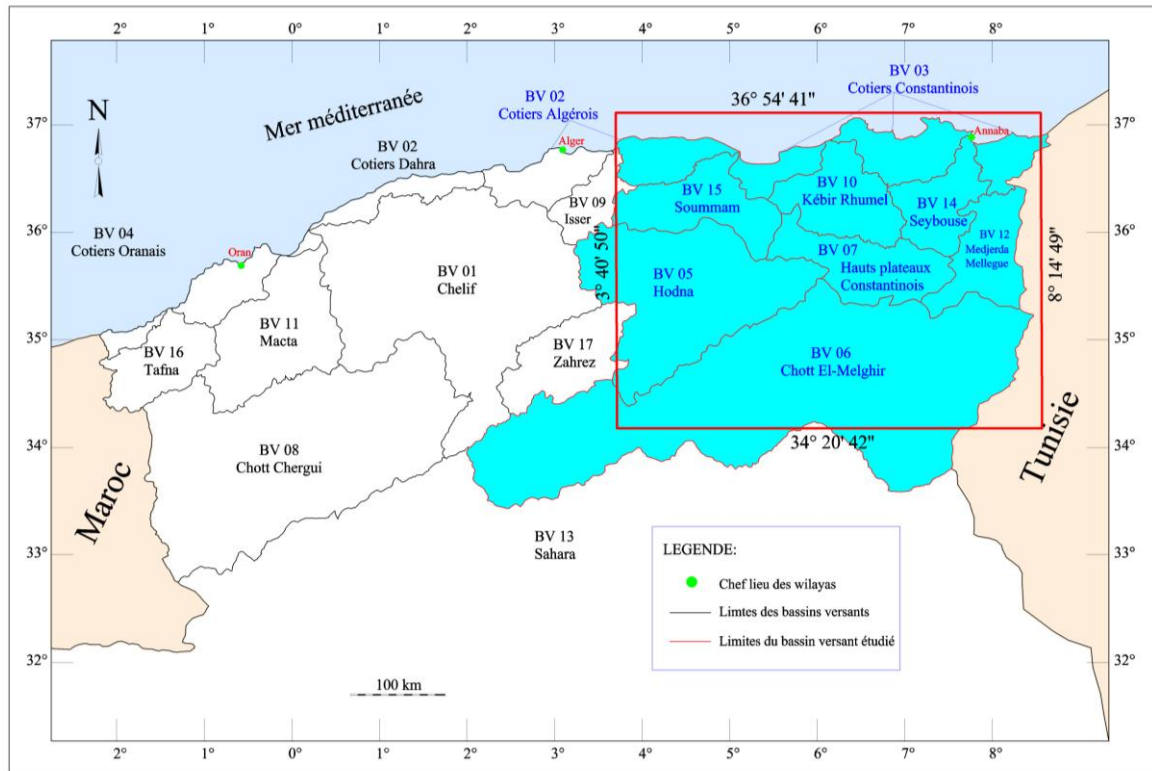 2°
1°
0°
1°
2°
3°
4°
5°
6°
7°
8°
N
Mer méditerranée
BV 02
Cotiers Algérois
36° 54' 41"
BV 03
Cotiers Constantinois
37°
37°
Alger
Annaba
BV 02
Cotiers Dahra
BV 09
Isser
BV 15
Soummam
BV 10
Kébir Rhumel
BV 14
Seybouse
BV 12
Medjerda
Mellegue
36°
36°
BV 04
Cotiers Oranais
Oran
3° 40' 50"
8° 14' 49"
BV 01
Chelif
BV 05
Hodna
BV 07
Hauts plateaux
Constantinois
35°
35°
BV 16
Tafna
BV 11
Macta
BV 17
Zahrez
BV 06
Chott El-Melghir
34°
34°
34° 20' 42"
BV 08
Chott Chergui
Maroc
Tunisie
33°
33°
BV 13
Sahara
LEGENDE:
Chef lieu des wilayas
Limtes des bassins versants
Limites du bassin versant étudié
32°
32°
100 km
2°
1°
0°
1°
2°
3°
4°
5°
6°
7°
8°